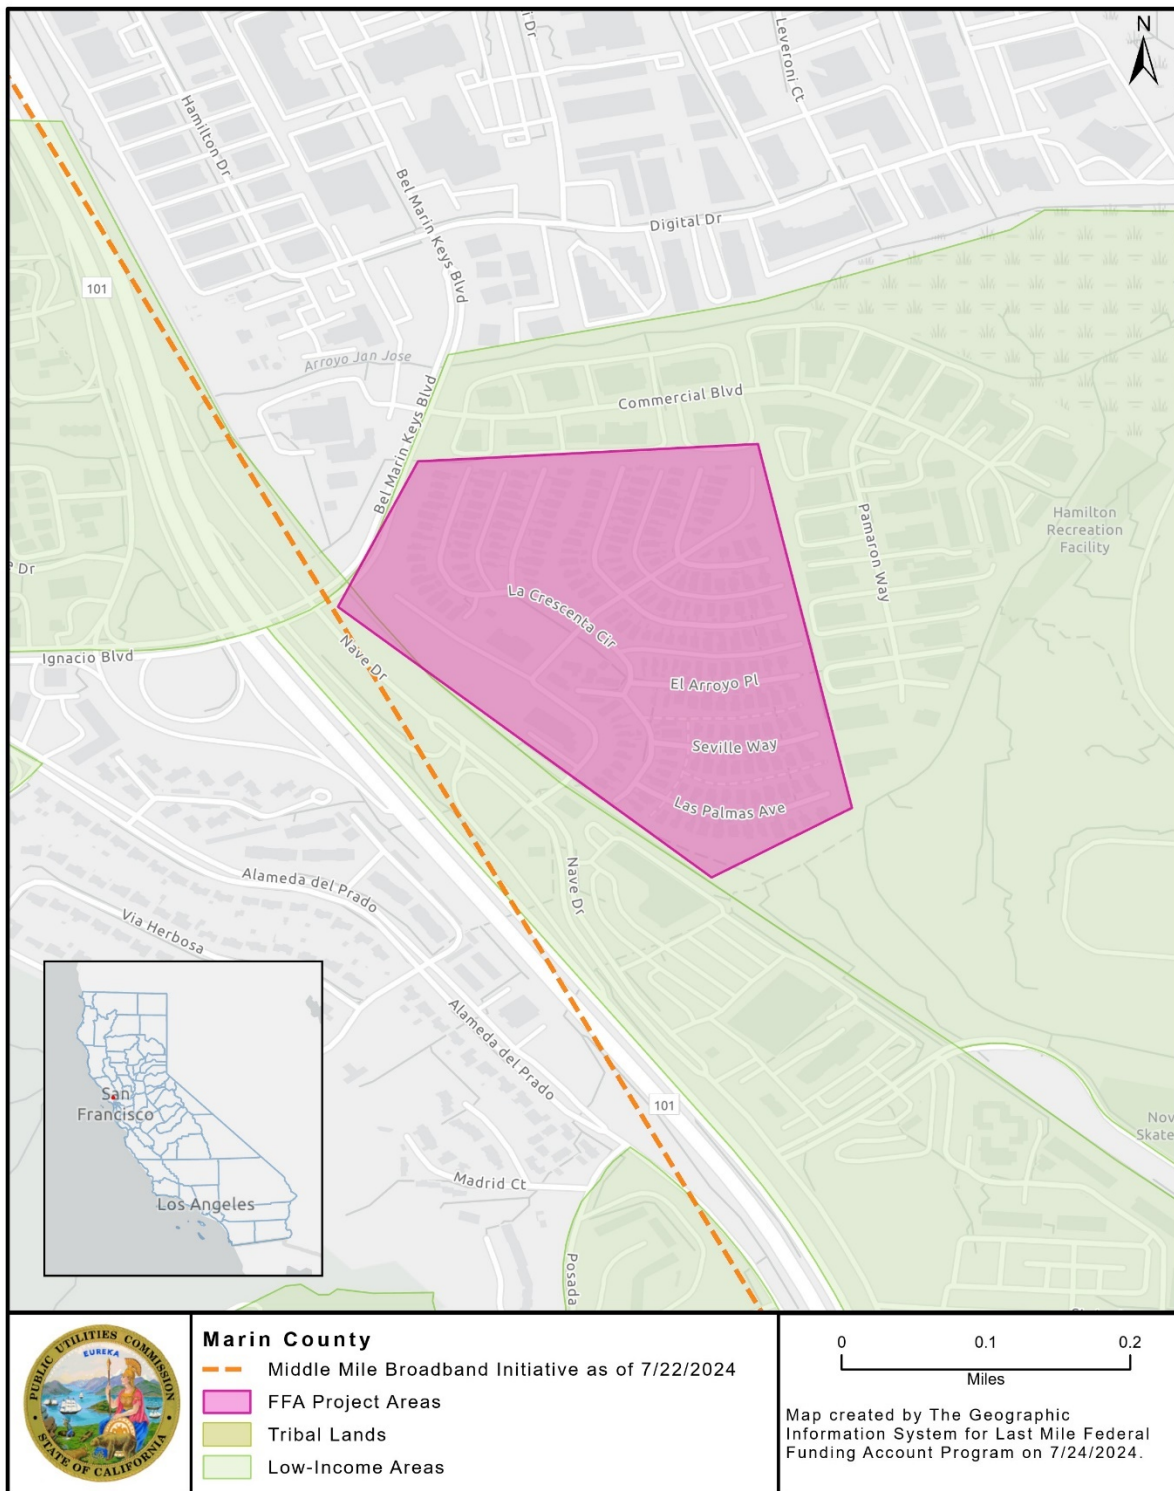 N
i Dr
Leveroni Ct
Hamilton Dr
Bel Marin Keys Blvd
Digital Dr
101
Arroyo Jan Jose
Bel Marin Keys Blvd
Commercial Blvd
Pamaron Way
Hamilton
Recreation
Facility
e Dr
La Crescenta Cir
Ignacio Blvd
Nave Dr
El Arroyo Pl
Seville Way
Las Palmas Ave
Nave Dr
Alameda del Prado
Via Herbosa
Alameda del Prado
101
Nov
Skate
Madrid Ct
Posada
San
Francisco
Los Angeles
PUBLIC UTILITIES COMMISSION
EUREKA
STATE OF CALIFORNIA
Marin County
Middle Mile Broadband Initiative as of 7/22/2024
FFA Project Areas
Tribal Lands
Low-Income Areas
0 0.1 0.2
Miles
Map created by The Geographic
Information System for Last Mile Federal
Funding Account Program on 7/24/2024.